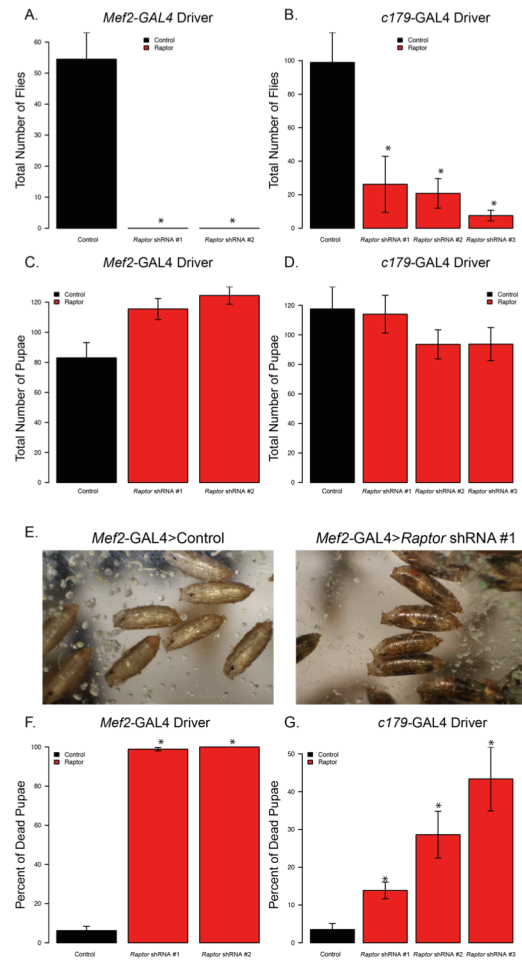 A. Mef2-GAL4 Driver
Control
Raptor
Total Number of Flies
60
50
40
30
20
10
0
Control Raptor shRNA #1 Raptor shRNA #2
B. c179-GAL4 Driver
Control
Raptor
Total Number of Flies
100
80
60
40
20
0
Control Raptor shRNA #1 Raptor shRNA #2 Raptor shRNA #3
C. Mef2-GAL4 Driver
Control
Raptor
Total Number of Pupae
120
100
80
60
40
20
0
Control Raptor shRNA #1 Raptor shRNA #2
D. c179-GAL4 Driver
Control
Raptor
Total Number of Pupae
120
100
80
60
40
20
0
Control Raptor shRNA #1 Raptor shRNA #2 Raptor shRNA #3
E. Mef2-GAL4>Control
Mef2-GAL4>Raptor shRNA #1
F. Mef2-GAL4 Driver
Control
Raptor
Percent of Dead Pupae
100
80
60
40
20
0
Control Raptor shRNA #1 Raptor shRNA #2
G. c179-GAL4 Driver
Control
Raptor
Percent of Dead Pupae
50
40
30
20
10
0
Control Raptor shRNA #1 Raptor shRNA #2 Raptor shRNA #3